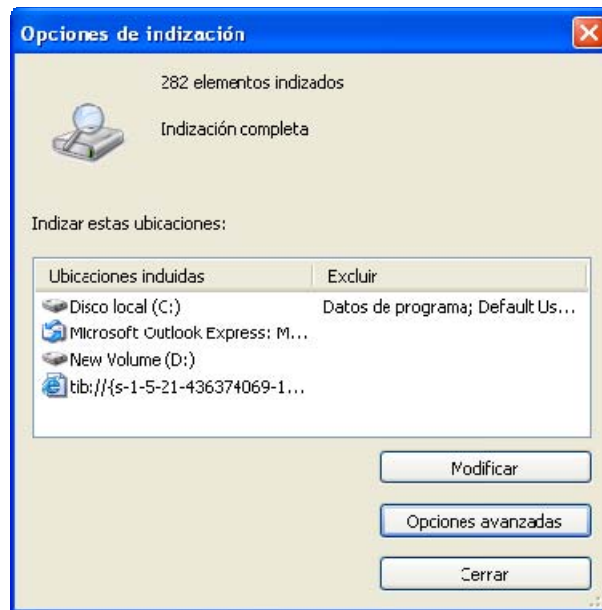 Opciones de indización
282 elementos indizados
Indización completa
Indizar estas ubicaciones:
Ubicaciones induidas Excluir
Disco local (C:) Datos de programa; Default Us...
Microsoft Outlook Express: M...
New Volume (D:)
tib://{s-1-5-21-436374069-1...
Modificar
Opciones avanzadas
Cerrar